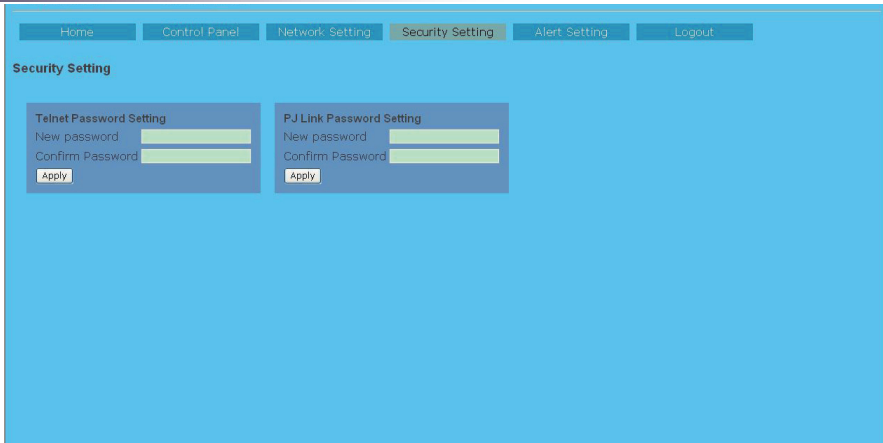 Home Control Panel Network Setting Security Setting Alert Setting Logout
Security Setting
Telnet Password Setting
New password
Confirm Password
Apply
PJ Link Password Setting
New password
Confirm Password
Apply